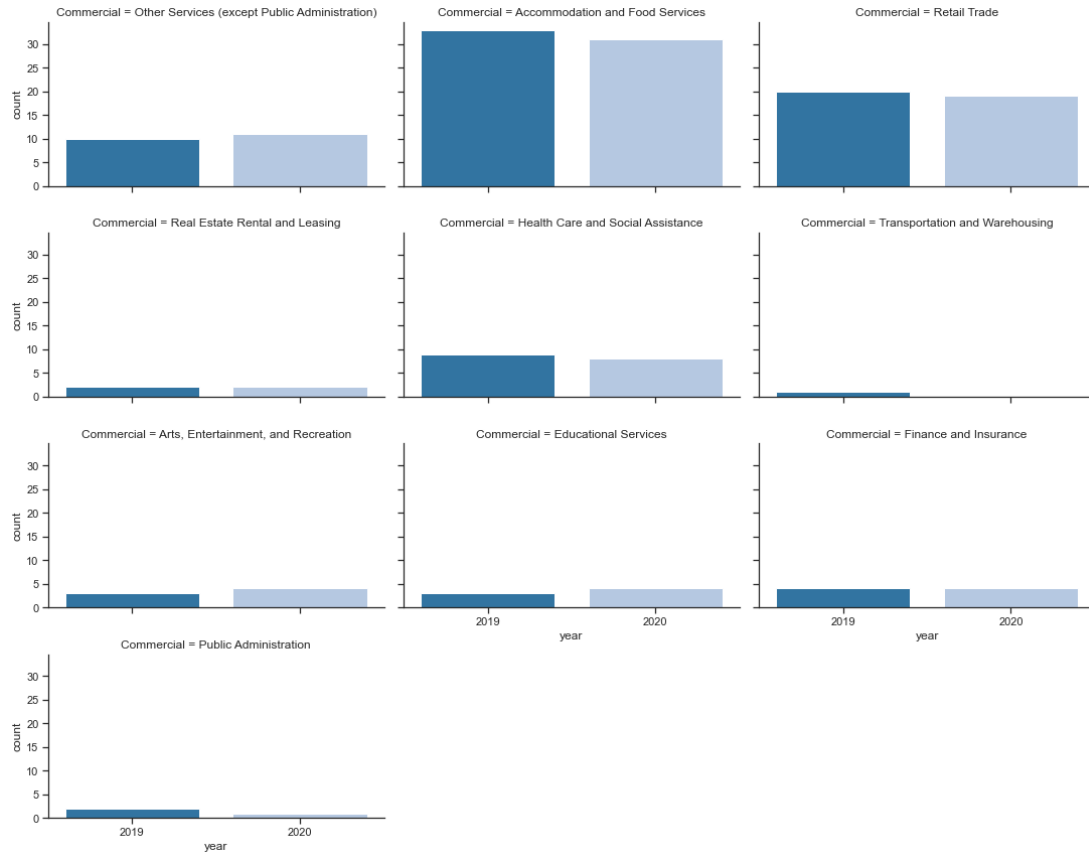 Commercial = Other Services (except Public Administration)
Commercial = Accommodation and Food Services
Commercial = Retail Trade
count
30
25
20
15
10
5
0
Commercial = Real Estate Rental and Leasing
Commercial = Health Care and Social Assistance
Commercial = Transportation and Warehousing
count
30
25
20
15
10
5
0
Commercial = Arts, Entertainment, and Recreation
Commercial = Educational Services
Commercial = Finance and Insurance
count
30
25
20
15
10
5
0
2019
2020
year
2019
2020
year
Commercial = Public Administration
count
30
25
20
15
10
5
0
2019
2020
year